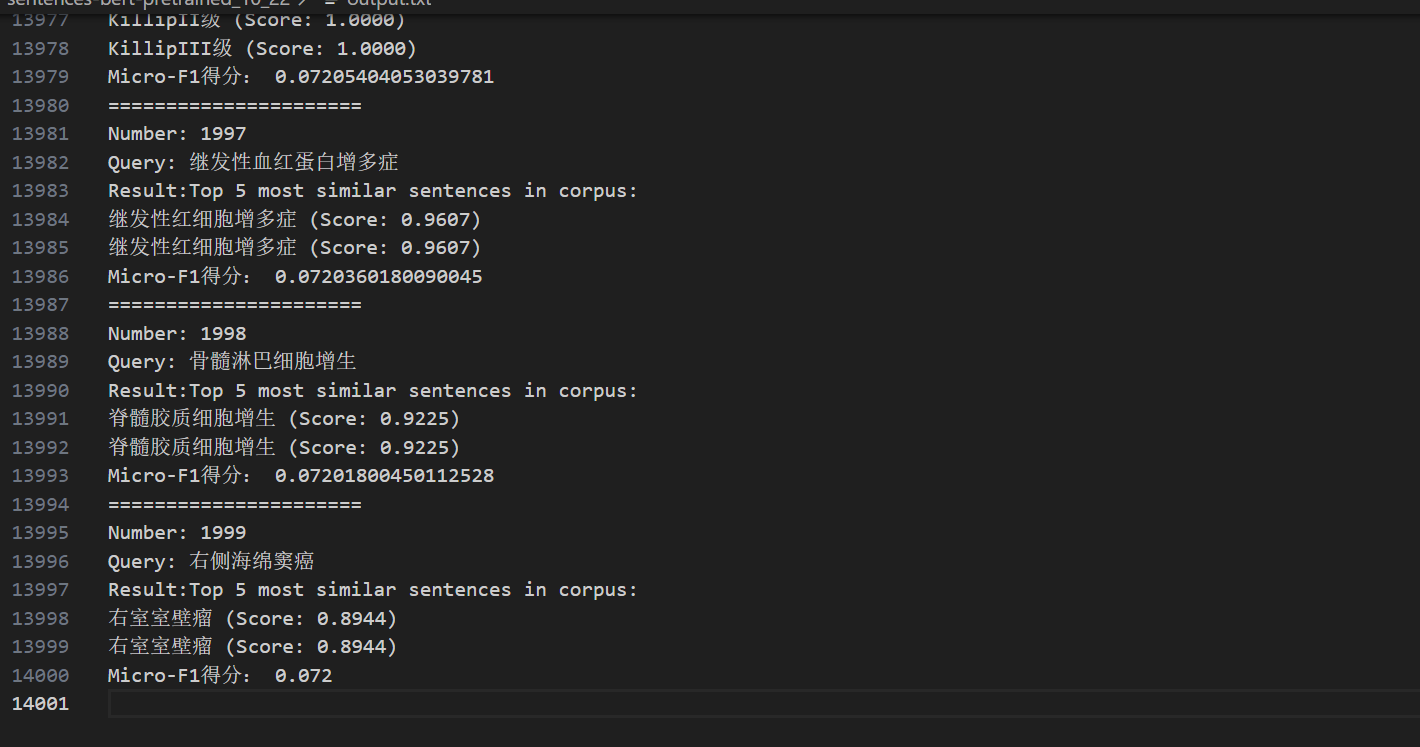 sentences-bert-pretrained_10_22 > output.txt
13977 KillipII级 (Score: 1.0000)
13978 KillipIII级 (Score: 1.0000)
13979 Micro-F1得分： 0.07205404053039781
13980 ======================
13981 Number: 1997
13982 Query: 继发性血红蛋白增多症
13983 Result:Top 5 most similar sentences in corpus:
13984 继发性红细胞增多症 (Score: 0.9607)
13985 继发性红细胞增多症 (Score: 0.9607)
13986 Micro-F1得分： 0.0720360180090045
13987 ======================
13988 Number: 1998
13989 Query: 骨髓淋巴细胞增生
13990 Result:Top 5 most similar sentences in corpus:
13991 脊髓胶质细胞增生 (Score: 0.9225)
13992 脊髓胶质细胞增生 (Score: 0.9225)
13993 Micro-F1得分： 0.07201800450112528
13994 ======================
13995 Number: 1999
13996 Query: 右侧海绵窦癌
13997 Result:Top 5 most similar sentences in corpus:
13998 右室室壁瘤 (Score: 0.8944)
13999 右室室壁瘤 (Score: 0.8944)
14000 Micro-F1得分： 0.072
14001